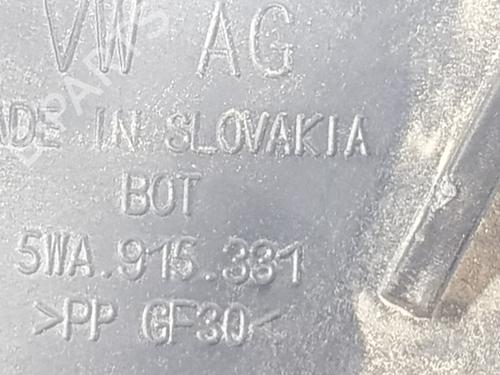 VW AG
ADE IN SLOVAKIA
BOT
5WA.915.331
>PP GF30<